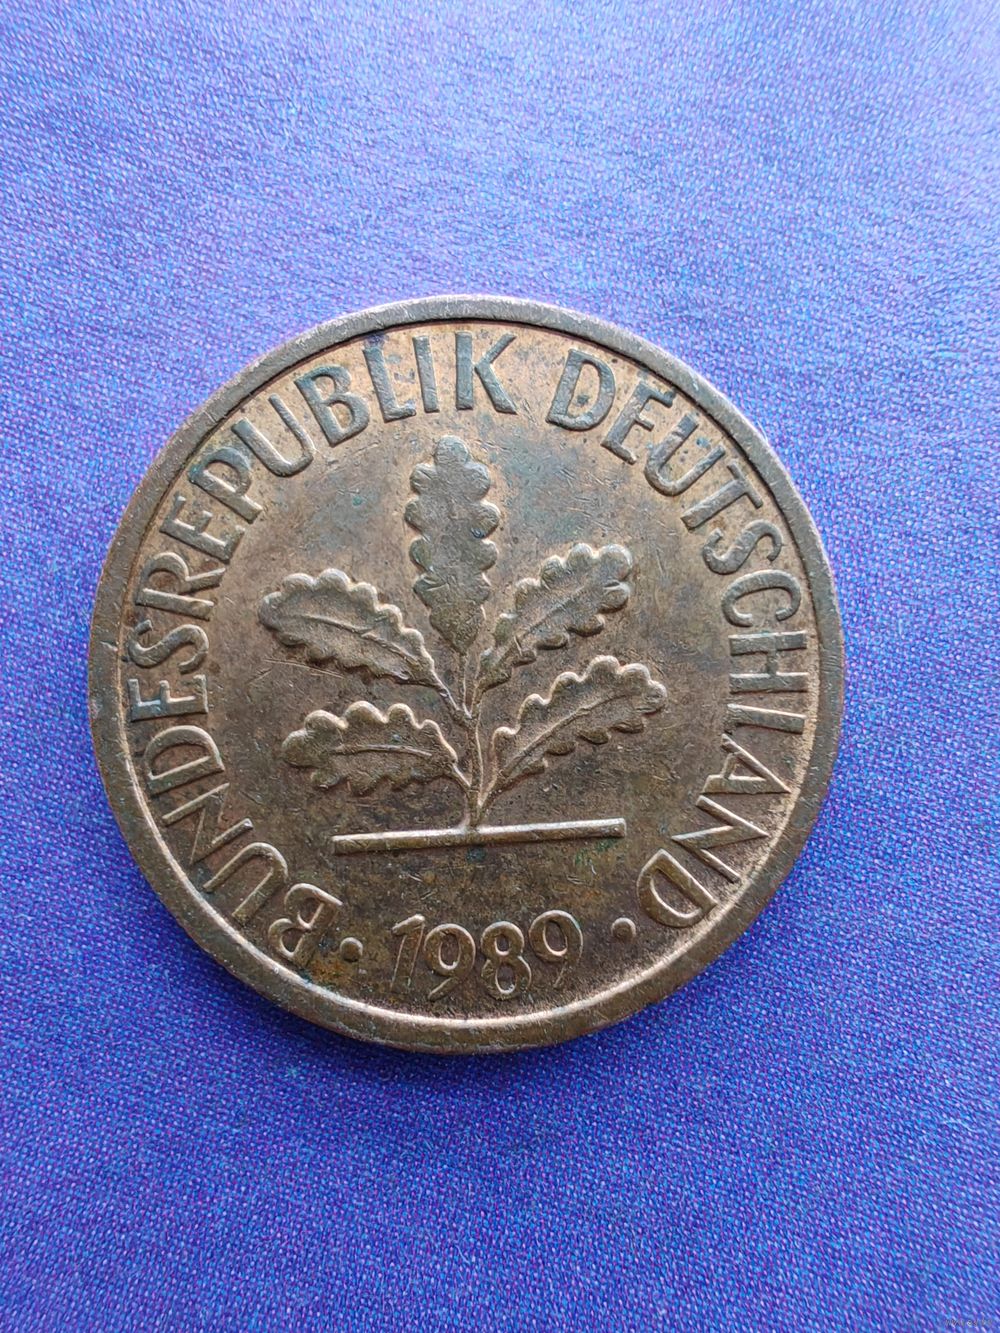 BUNDESREPUBLIK DEUTSCHLAND
• 1989 •